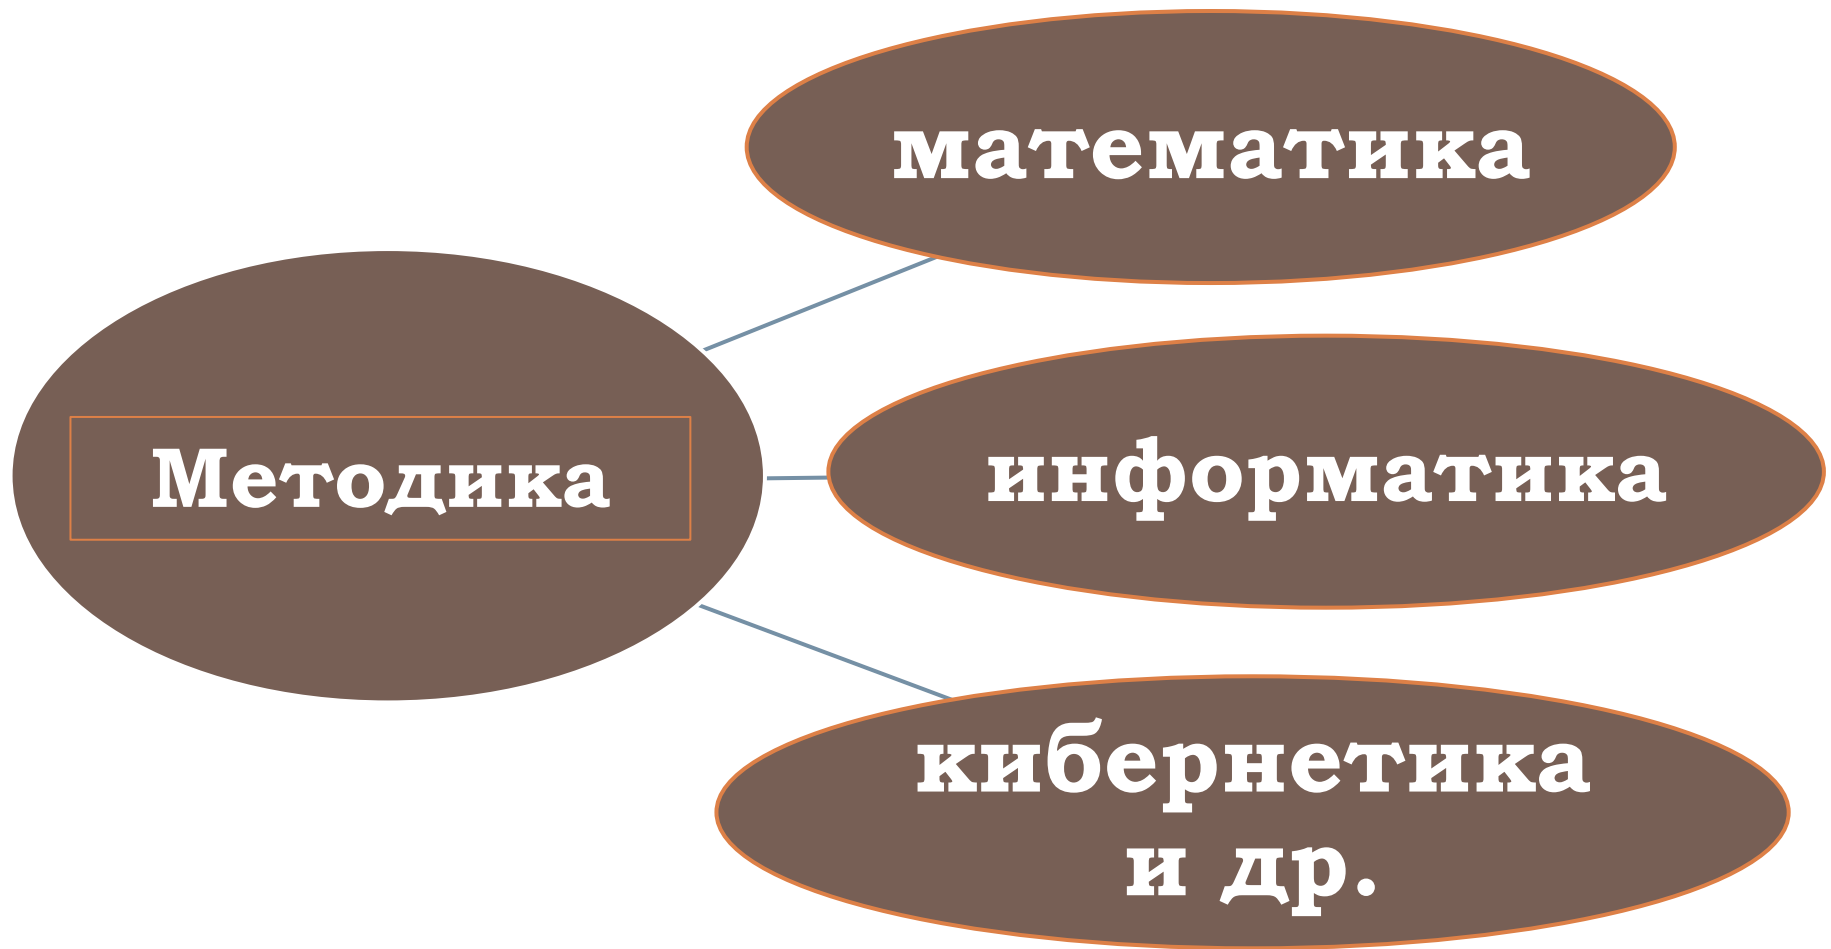 математика
Методика
информатика
кибернетика
и др.